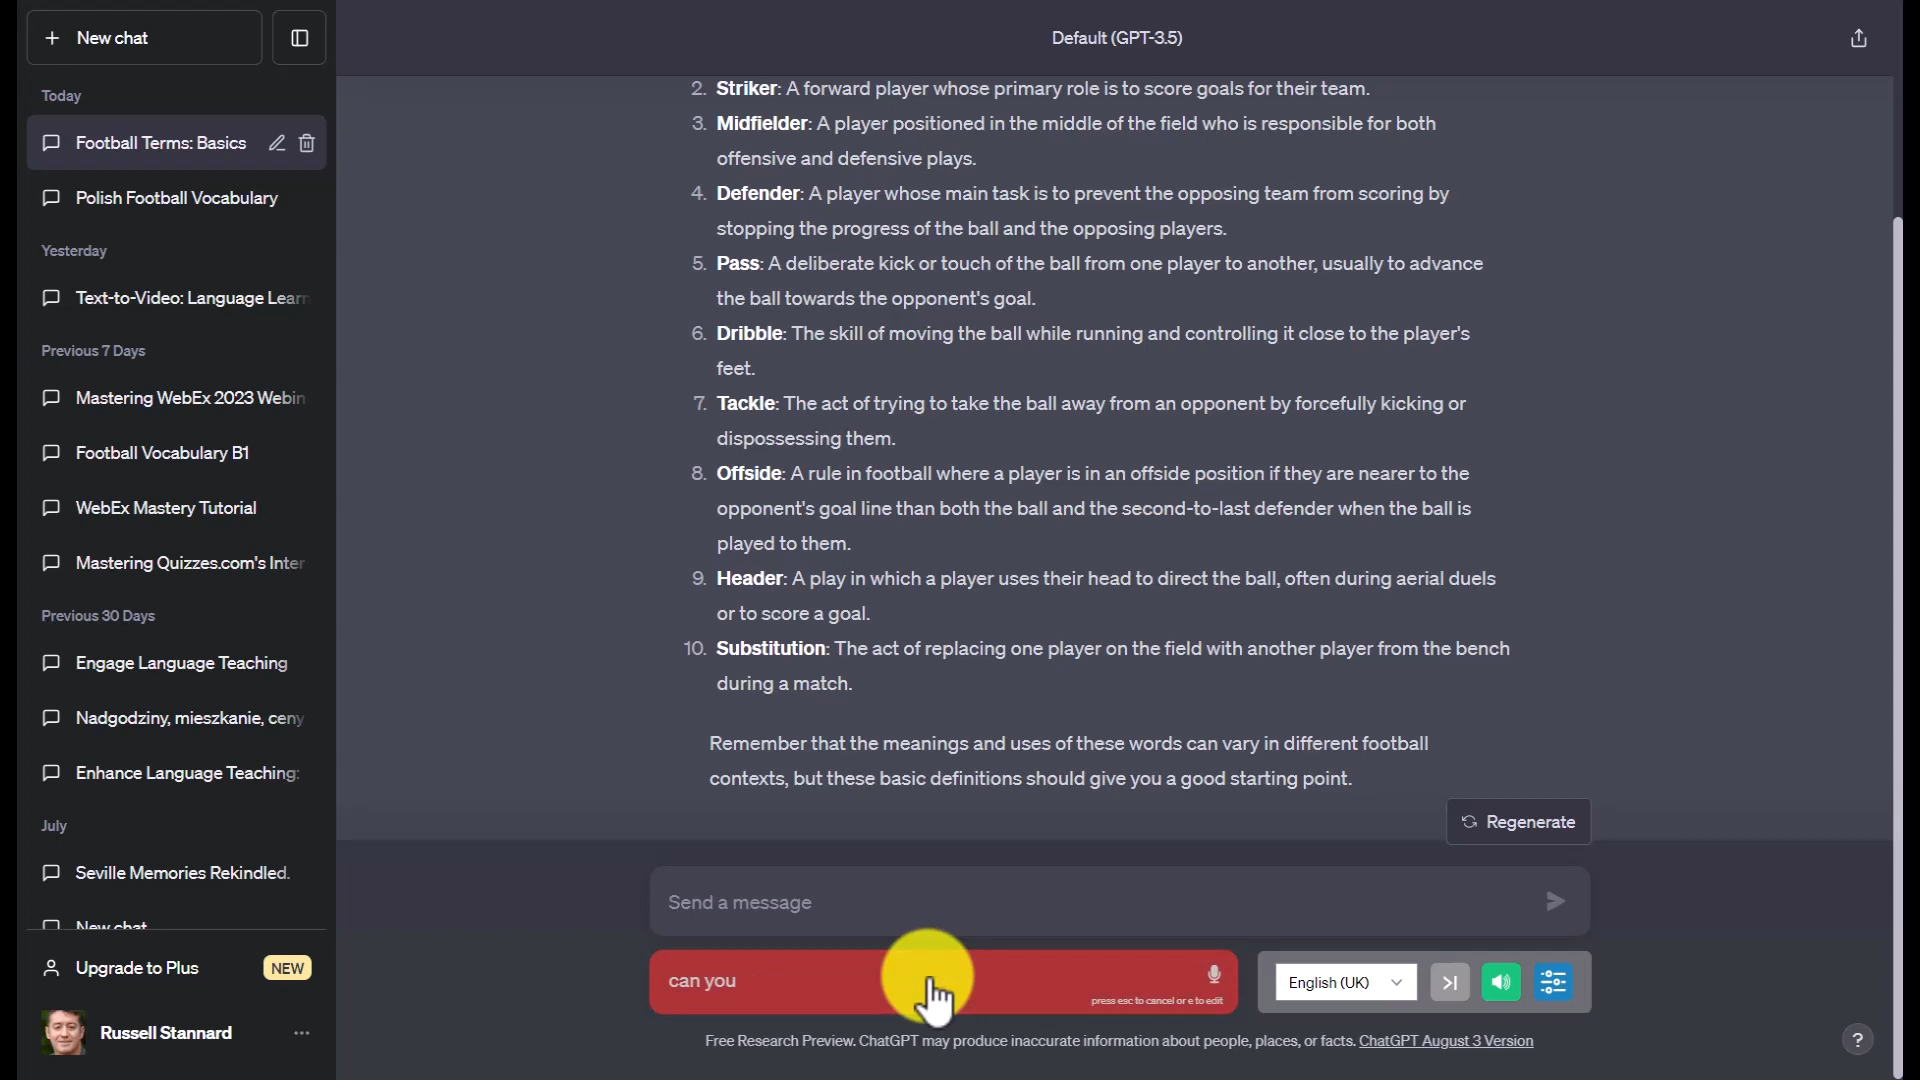 New chat
Today
Football Terms: Basics
Polish Football Vocabulary
Yesterday
Text-to-Video: Language Learn
Previous 7 Days
Mastering WebEx 2023 Webin
Football Vocabulary B1
WebEx Mastery Tutorial
Mastering Quizzes.com's Inter
Previous 30 Days
Engage Language Teaching
Nadgodziny, mieszkanie, ceny
Enhance Language Teaching:
July
Seville Memories Rekindled.
New chat
Upgrade to Plus NEW
Russell Stannard
Default (GPT-3.5)
2. Striker: A forward player whose primary role is to score goals for their team.
3. Midfielder: A player positioned in the middle of the field who is responsible for both
offensive and defensive plays.
4. Defender: A player whose main task is to prevent the opposing team from scoring by
stopping the progress of the ball and the opposing players.
5. Pass: A deliberate kick or touch of the ball from one player to another, usually to advance
the ball towards the opponent's goal.
6. Dribble: The skill of moving the ball while running and controlling it close to the player's
feet.
7. Tackle: The act of trying to take the ball away from an opponent by forcefully kicking or
dispossessing them.
8. Offside: A rule in football where a player is in an offside position if they are nearer to the
opponent's goal line than both the ball and the second-to-last defender when the ball is
played to them.
9. Header: A play in which a player uses their head to direct the ball, often during aerial duels
or to score a goal.
10. Substitution: The act of replacing one player on the field with another player from the bench
during a match.
Remember that the meanings and uses of these words can vary in different football
contexts, but these basic definitions should give you a good starting point.
Regenerate
Send a message
can you
press esc to cancel or e to edit
English (UK)
Free Research Preview. ChatGPT may produce inaccurate information about people, places, or facts. ChatGPT August 3 Version
?